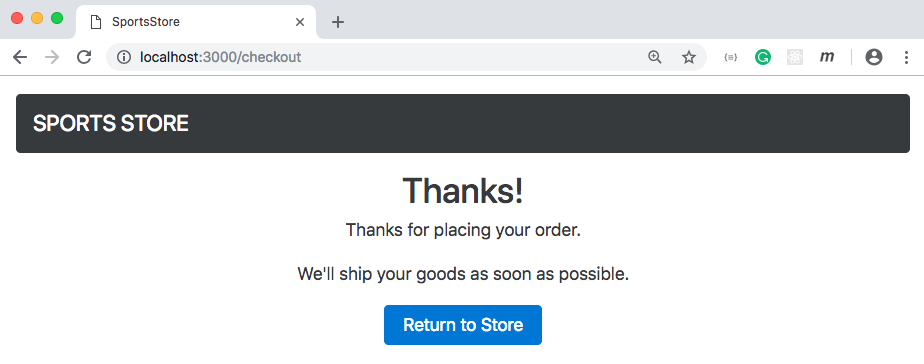 SportsStore
localhost:3000/checkout
SPORTS STORE
Thanks!
Thanks for placing your order.
We'll ship your goods as soon as possible.
Return to Store